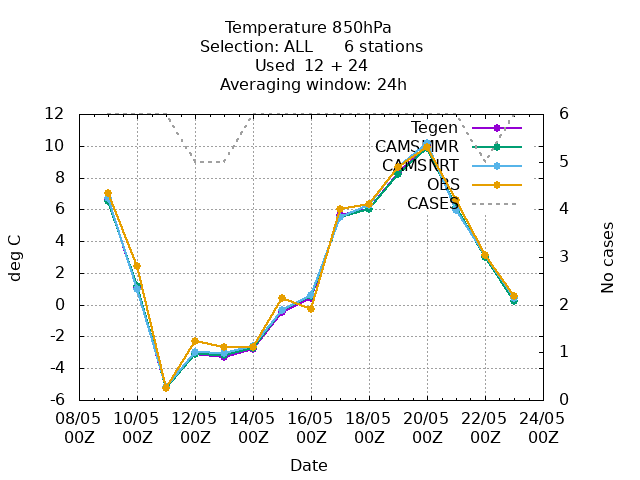 Temperature 850hPa
Selection: ALL      6 stations
Used  12 + 24
Averaging window: 24h
12
10
8
6
4
2
0
-2
-4
-6
deg C
6
5
4
3
2
1
0
No cases
Tegen
CAMSMMR
CAMSNRT
OBS
CASES
08/05 10/05 12/05 14/05 16/05 18/05 20/05 22/05 24/05
00Z 00Z 00Z 00Z 00Z 00Z 00Z 00Z 00Z
Date